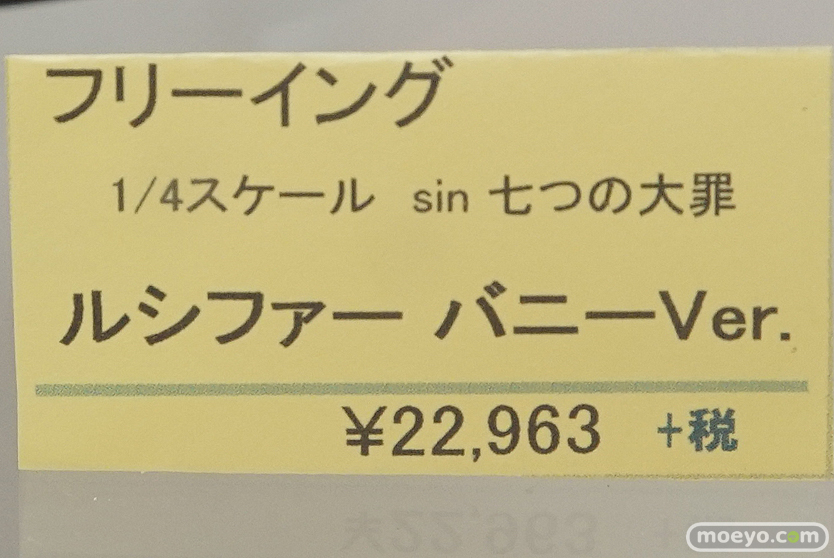 フリーイング
1/4スケール sin 七つの大罪
ルシファー バニーVer.
¥22,963 +税
moeyo.com